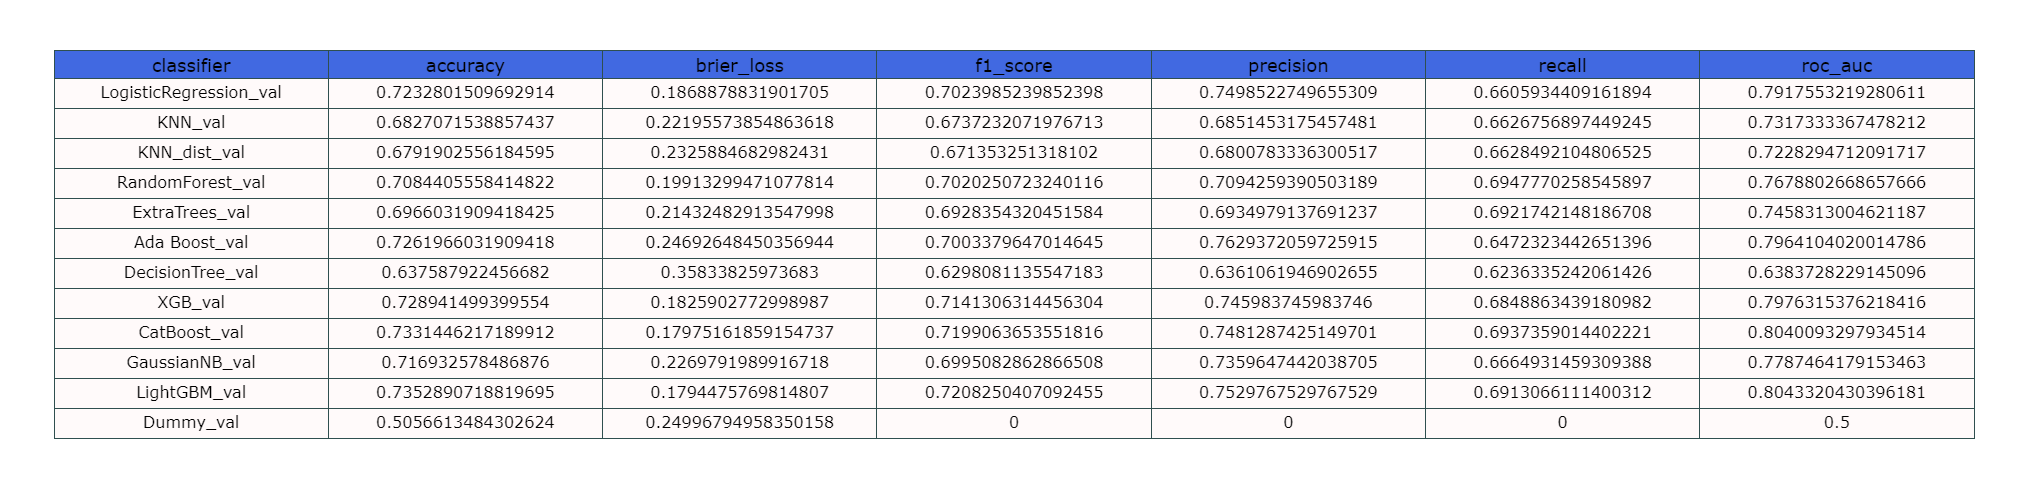 classifier accuracy brier_loss f1_score precision recall roc_auc
LogisticRegression_val 0.7232801509692914 0.1868878831901705 0.7023985239852398 0.7498522749655309 0.6605934409161894 0.7917553219280611
KNN_val 0.6827071538857437 0.22195573854863618 0.6737232071976713 0.6851453175457481 0.6626756897449245 0.7317333367478212
KNN_dist_val 0.6791902556184595 0.2325884682982431 0.671353251318102 0.6800783336300517 0.6628492104806525 0.7228294712091717
RandomForest_val 0.7084405558414822 0.19913299471077814 0.7020250723240116 0.7094259390503189 0.6947770258545897 0.7678802668657666
ExtraTrees_val 0.6966031909418425 0.21432482913547998 0.6928354320451584 0.6934979137691237 0.6921742148186708 0.7458313004621187
Ada Boost_val 0.7261966031909418 0.24692648450356944 0.7003379647014645 0.7629372059725915 0.6472323442651396 0.7964104020014786
DecisionTree_val 0.637587922456682 0.35833825973683 0.6298081135547183 0.6361061946902655 0.6236335242061426 0.6383728229145096
XGB_val 0.728941499399554 0.1825902772998987 0.7141306314456304 0.745983745983746 0.6848863439180982 0.7976315376218416
CatBoost_val 0.7331446217189912 0.17975161859154737 0.7199063653551816 0.7481287425149701 0.6937359014402221 0.8040093297934514
GaussianNB_val 0.716932578486876 0.2269791989916718 0.6995082862866508 0.7359647442038705 0.6664931459309388 0.7787464179153463
LightGBM_val 0.7352890718819695 0.1794475769814807 0.7208250407092455 0.7529767529767529 0.6913066111400312 0.8043320430396181
Dummy_val 0.5056613484302624 0.24996794958350158 0 0 0 0.5